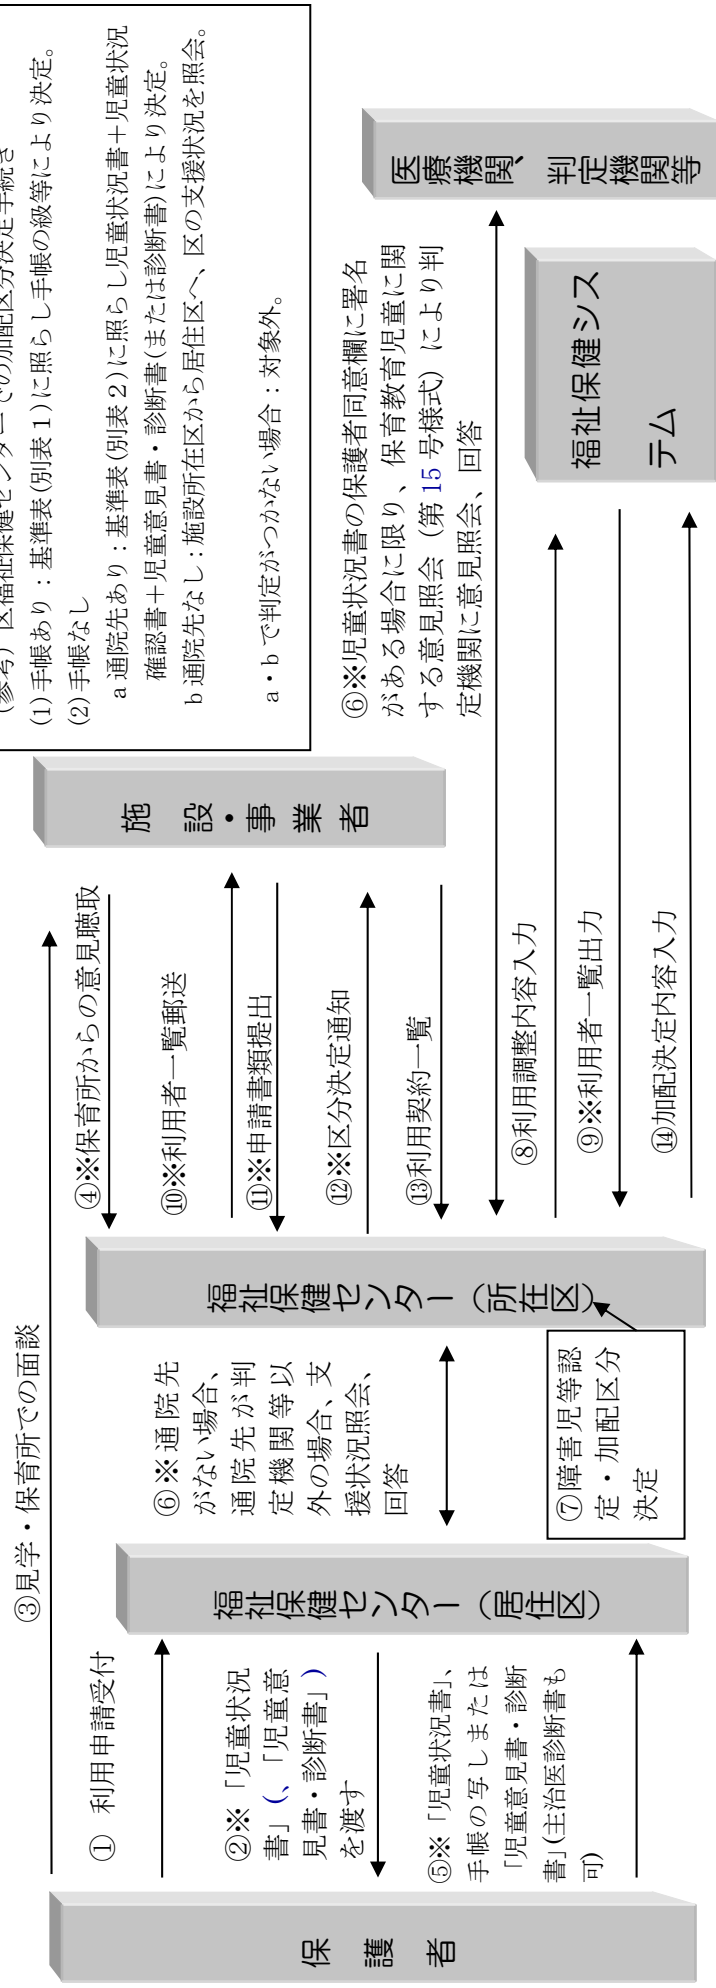 (参考) 区福祉保健センターでの加配区分決定手続き
(1)手帳あり：基準表(別表１)に照らし手帳の級等により決定。
(2)手帳なし
a 通院先あり：基準表(別表２)に照らし児童状況書＋児童状況
確認書＋児童意見書・診断書(または診断書)により決定。
b 通院先なし：施設所在区から居住区へ、区の支援状況を照会。
a・b で判定がつかない場合：対象外。
③見学・保育所での面談
① 利用申請受付
②※「児童状況
書」(、「児童意
見書・診断書」)
を渡す
⑤※「児童状況書」、
手帳の写しまたは
「児童意見書・診断
書」(主治医診断書も
可)
保護者
福祉保健センター（居住区）
⑥※通院先
がない場合、
通院先が判
定機関等以
外の場合、支
援状況照会、
回答
⑦障害児等認
定・加配区分
決定
福祉保健センター（所在区）
④※保育所からの意見聴取
⑩※利用者一覧郵送
⑪※申請書類提出
⑫※区分決定通知
⑬利用契約一覧
施設・事業者
⑥※児童状況書の保護者同意欄に署名
がある場合に限り、保育教育児童に関
する意見照会（第 15 号様式）により判
定機関に意見照会、回答
⑧利用調整内容入力
⑨※利用者一覧出力
⑭加配決定内容入力
医療機関、判定機関等
福祉保健シス
テム